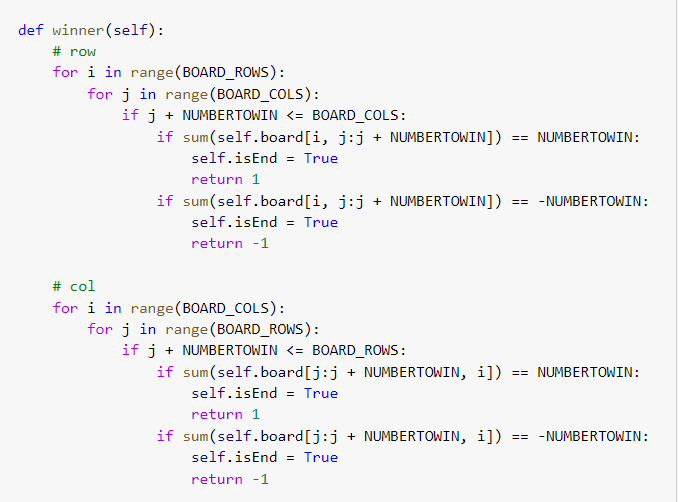 def winner(self):
    # row
    for i in range(BOARD_ROWS):
        for j in range(BOARD_COLS):
            if j + NUMBERTOWIN <= BOARD_COLS:
                if sum(self.board[i, j:j + NUMBERTOWIN]) == NUMBERTOWIN:
                    self.isEnd = True
                    return 1
                if sum(self.board[i, j:j + NUMBERTOWIN]) == -NUMBERTOWIN:
                    self.isEnd = True
                    return -1

    # col
    for i in range(BOARD_COLS):
        for j in range(BOARD_ROWS):
            if j + NUMBERTOWIN <= BOARD_ROWS:
                if sum(self.board[j:j + NUMBERTOWIN, i]) == NUMBERTOWIN:
                    self.isEnd = True
                    return 1
                if sum(self.board[j:j + NUMBERTOWIN, i]) == -NUMBERTOWIN:
                    self.isEnd = True
                    return -1